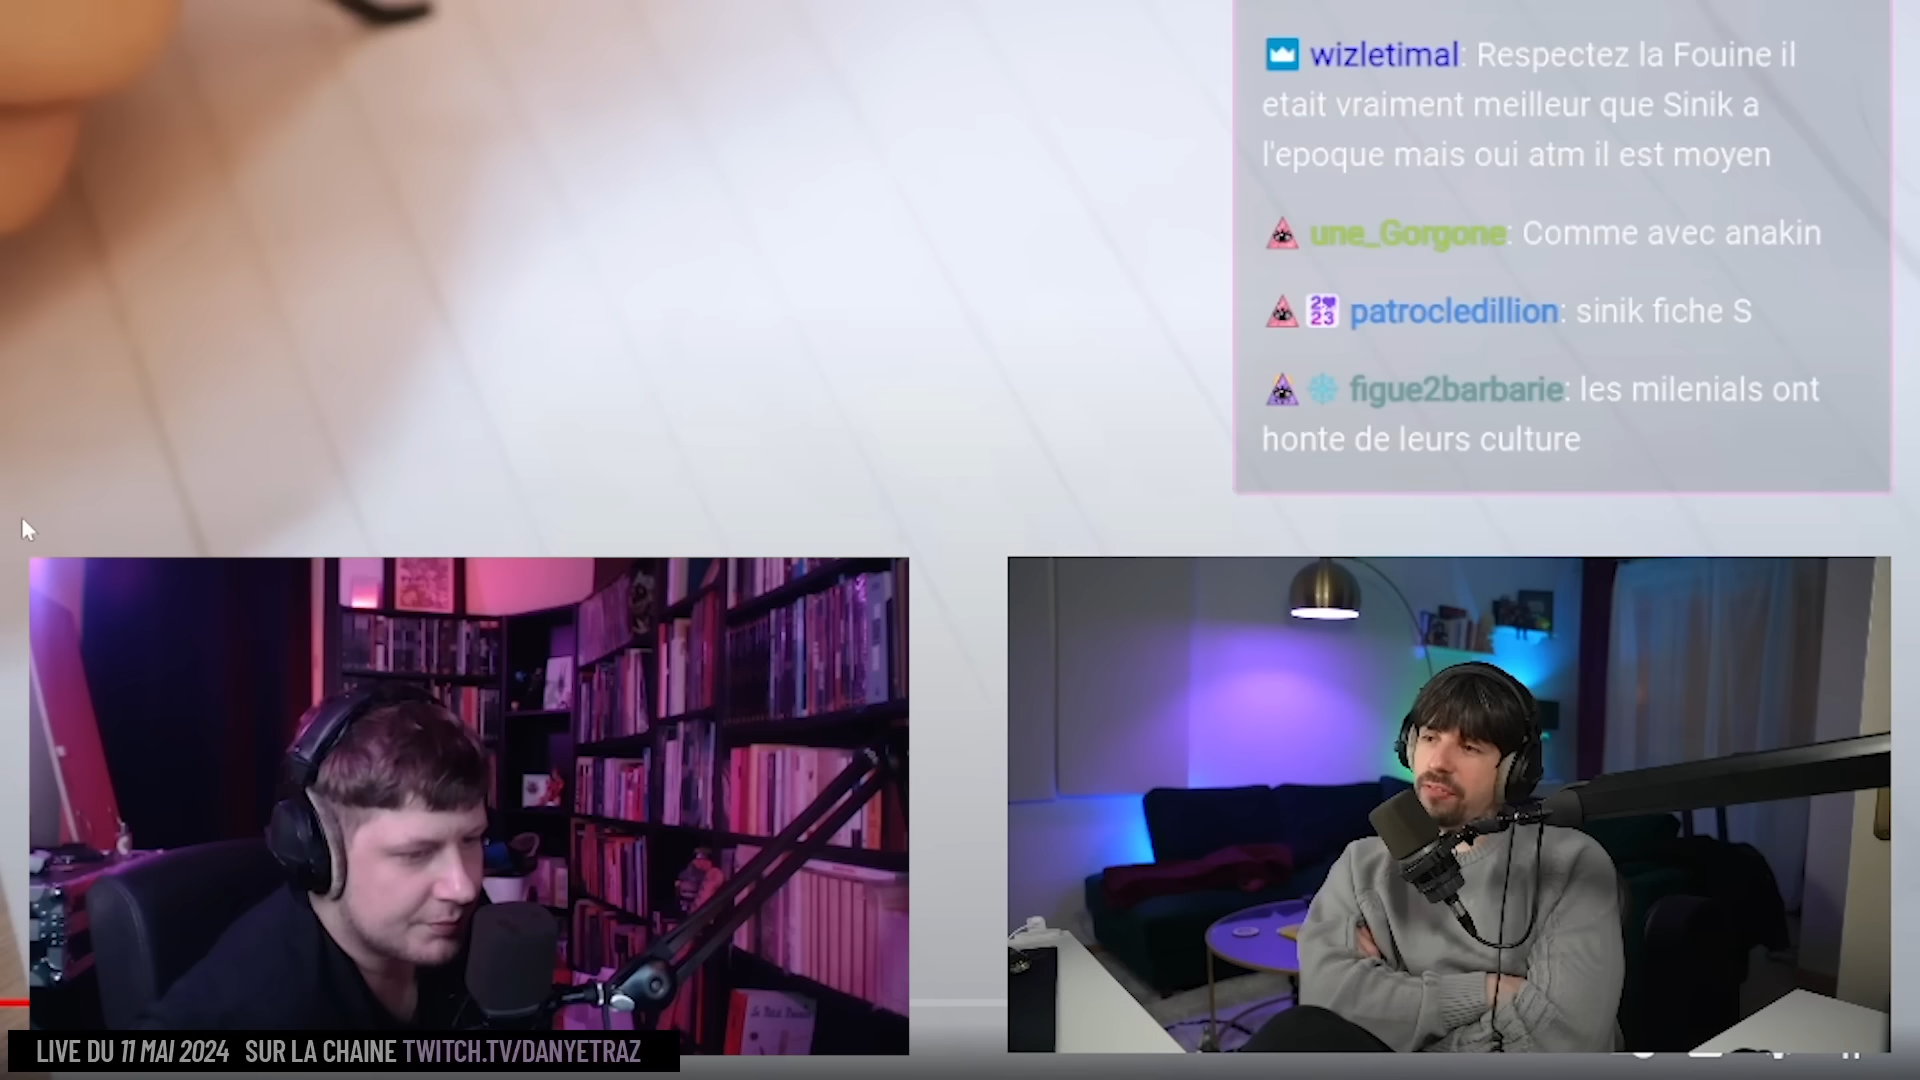 wizletimal: Respectez la Fouine il
etait vraiment meilleur que Sinik a
l'epoque mais oui atm il est moyen
une_Gorgone: Comme avec anakin
2 23 patrocledillion: sinik fiche S
figue2barbarie: les milenials ont
honte de leurs culture
LIVE DU 11 MAI 2024 SUR LA CHAINE TWITCH.TV/DANYETRAZ